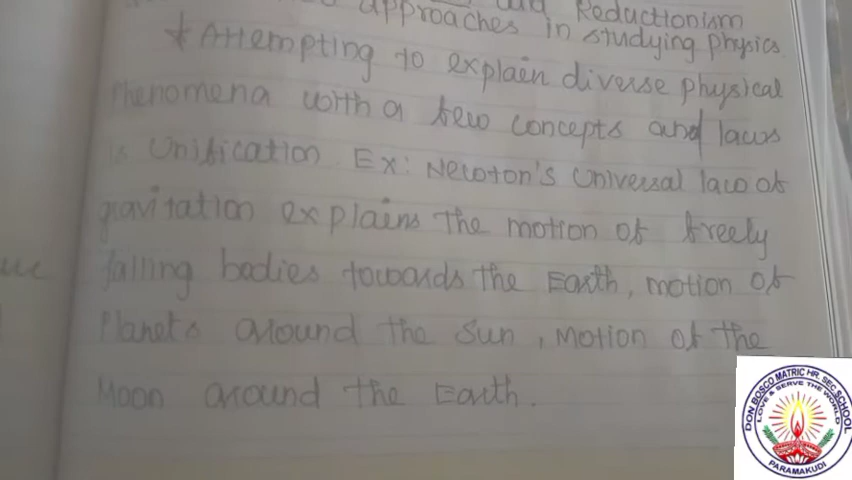 and Reductionism
approaches in studying physics
* Attempting to explain diverse physical
Phenomena with a few concepts and laws
is Unification. Ex: Newton's Universal law of
gravitation explains the motion of freely
falling bodies towards the Earth, motion of
Planets around the Sun, Motion of the
Moon around the Earth.
DON BOSCO MATRIC HR. SEC. SCHOOL
LOVE & SERVE THE WORLD
PARAMAKUDI